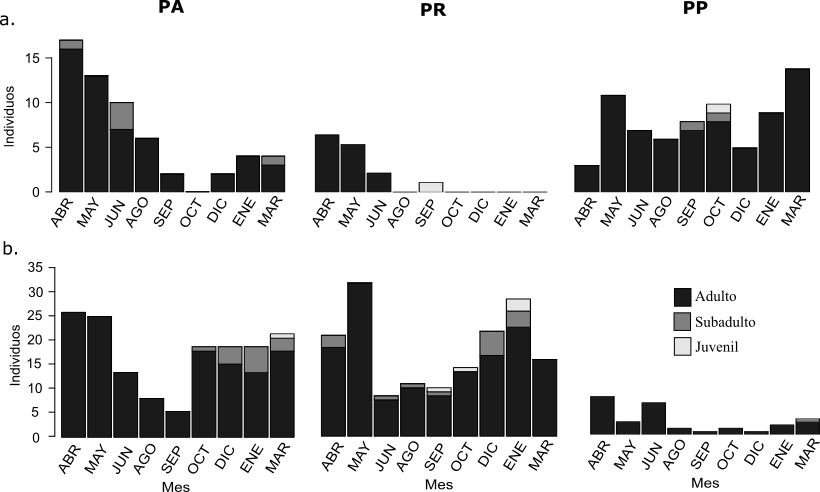 PA PR PP
a.
Individuos
15
10
5
0
ABR MAY JUN AGO SEP OCT DIC ENE MAR
ABR MAY JUN AGO SEP OCT DIC ENE MAR
ABR MAY JUN AGO SEP OCT DIC ENE MAR
b.
Individuos
35
30
25
20
15
10
5
0
Adulto
Subadulto
Juvenil
ABR MAY JUN AGO SEP OCT DIC ENE MAR
ABR MAY JUN AGO SEP OCT DIC ENE MAR
ABR MAY JUN AGO SEP OCT DIC ENE MAR
Mes Mes Mes